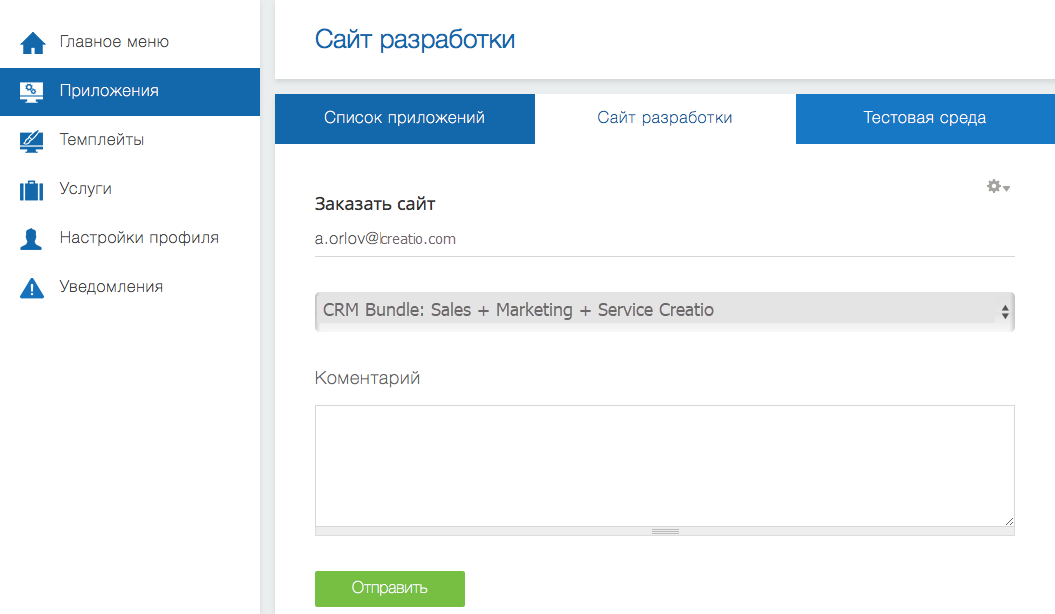 Главное меню
Приложения
Темплейты
Услуги
Настройки профиля
Уведомления
Сайт разработки
Список приложений
Сайт разработки
Тестовая среда
Заказать сайт
a.orlov@lcreatio.com
CRM Bundle: Sales + Marketing + Service Creatio
Коментарий
Отправить